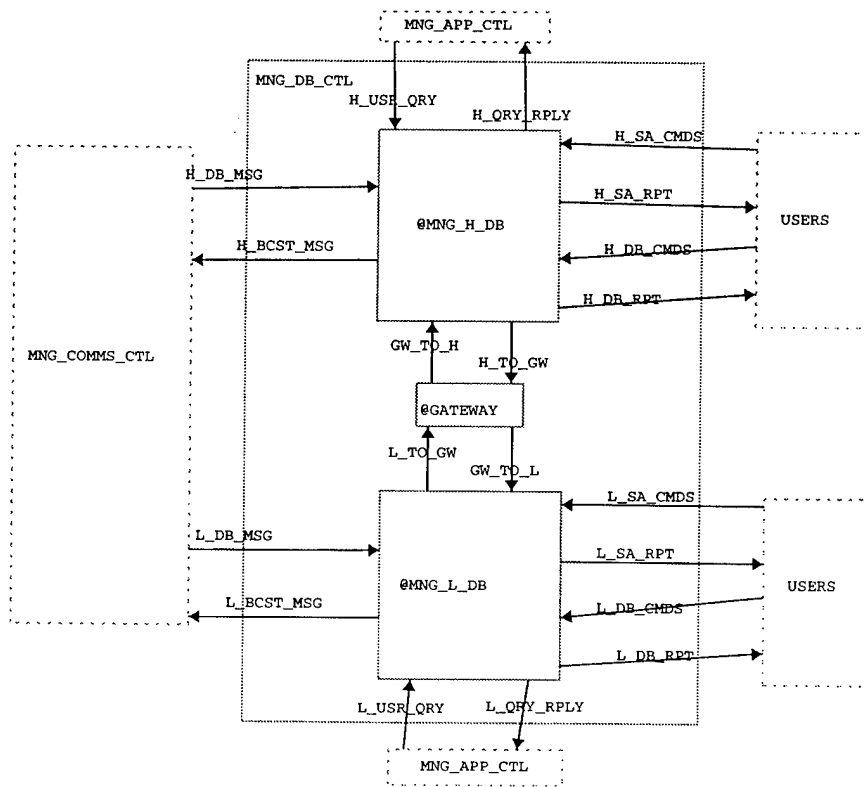 MNG_APP_CTL
MNG_DB_CTL
H_USR_QRY
H_QRY_RPLY
H_SA_CMDS
H_DB_MSG
H_SA_RPT
@MNG_H_DB
USERS
H_BCST_MSG
H_DB_CMDS
H_DB_RPT
GW_TO_H
MNG_COMMS_CTL
H_TO_GW
@GATEWAY
L_TO_GW
GW_TO_L
L_SA_CMDS
L_DB_MSG
L_SA_RPT
@MNG_L_DB
USERS
L_BCST_MSG
L_DB_CMDS
L_DB_RPT
L_USR_QRY
L_QRY_RPLY
MNG_APP_CTL